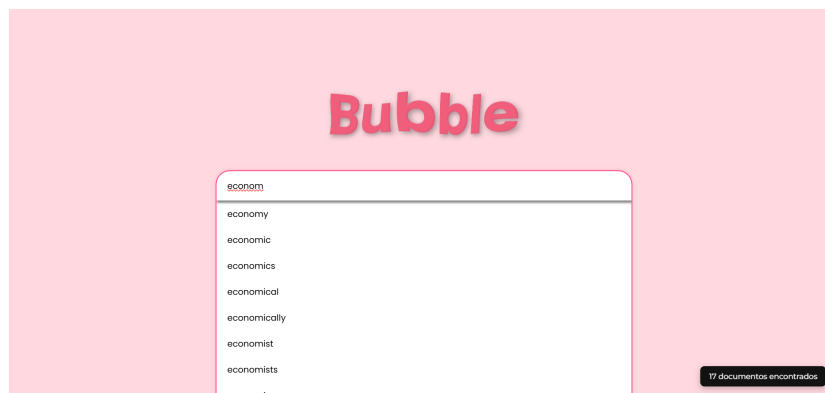 Bubble
econom
economy
economic
economics
economical
economically
economist
economists
17 documentos encontrados